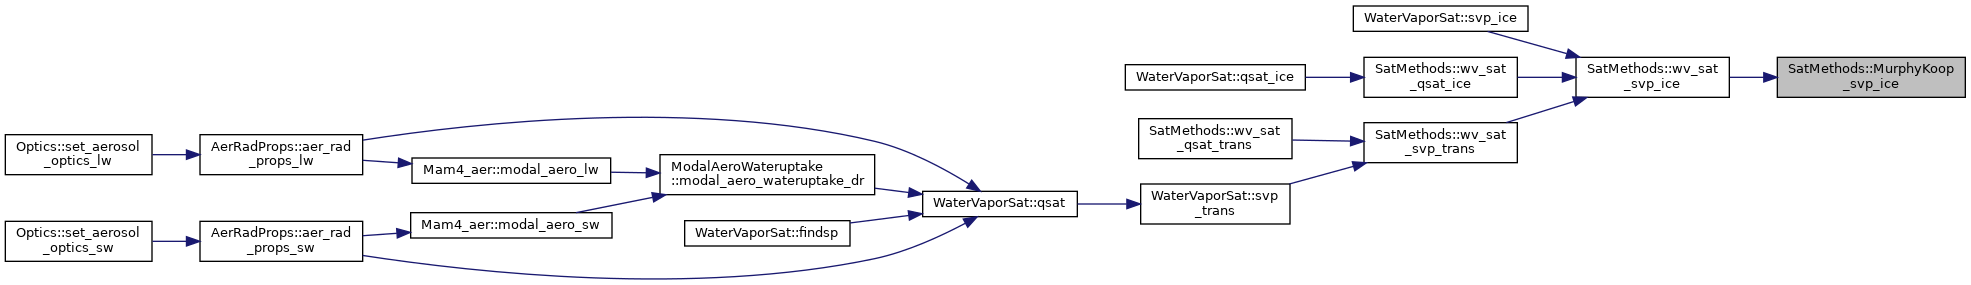 WaterVaporSat::svp_ice
SatMethods::MurphyKoop
_svp_ice
SatMethods::wv_sat
_svp_ice
SatMethods::wv_sat
_qsat_ice
WaterVaporSat::qsat_ice
SatMethods::wv_sat
_svp_trans
SatMethods::wv_sat
_qsat_trans
WaterVaporSat::svp
_trans
WaterVaporSat::qsat
ModalAeroWateruptake
::modal_aero_wateruptake_dr
Mam4_aer::modal_aero_lw
AerRadProps::aer_rad
_props_lw
Optics::set_aerosol
_optics_lw
Mam4_aer::modal_aero_sw
WaterVaporSat::findsp
AerRadProps::aer_rad
_props_sw
Optics::set_aerosol
_optics_sw